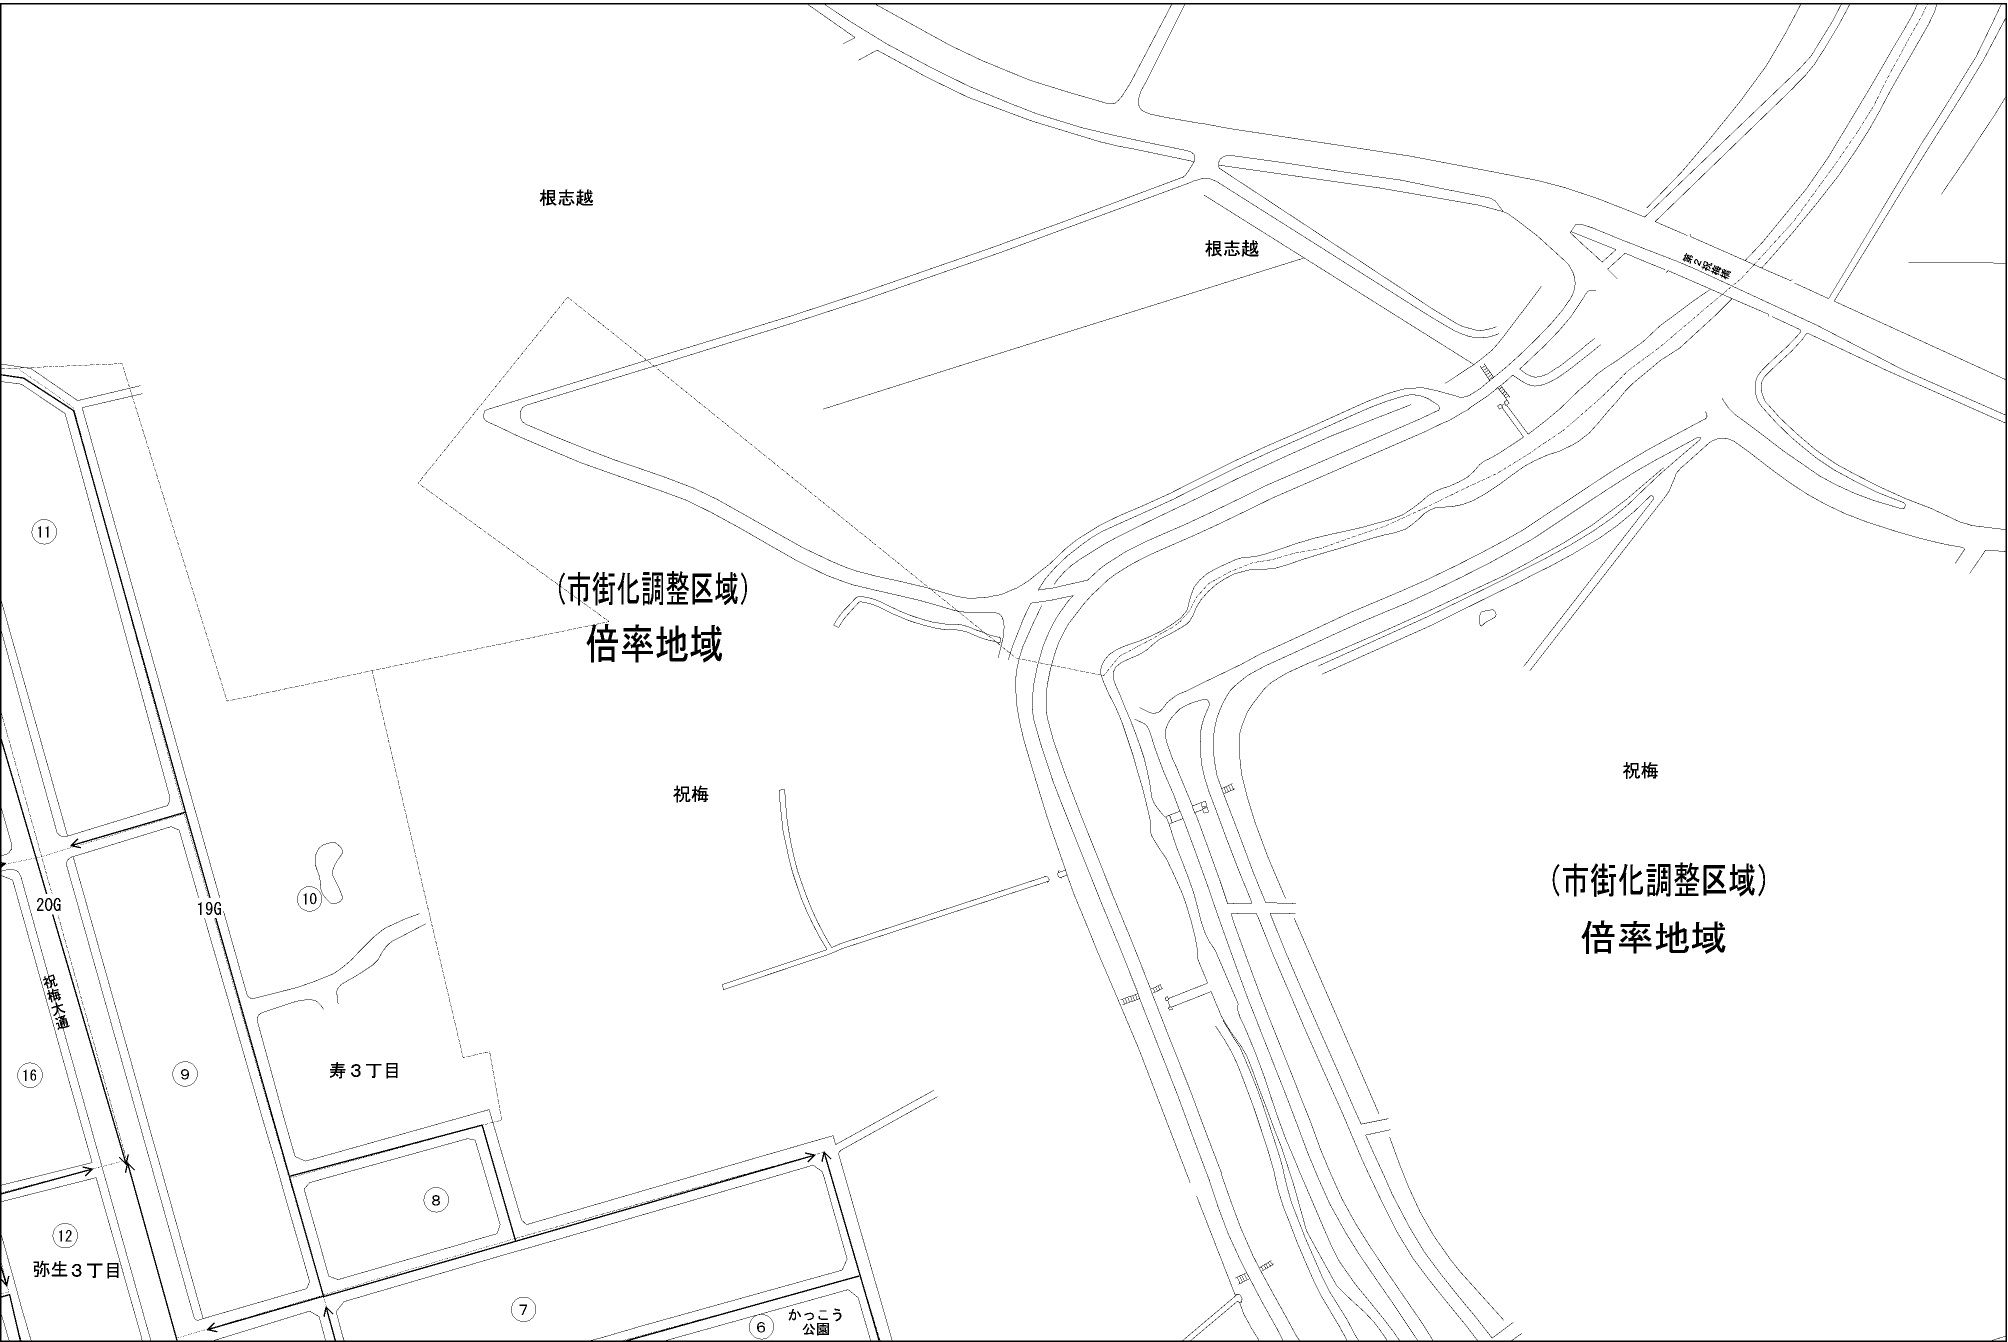 根志越
根志越
第2祝梅橋
11
(市街化調整区域)
倍率地域
祝梅
祝梅
(市街化調整区域)
倍率地域
10
20G
19G
祝梅大通
寿3丁目
16
9
8
12
弥生3丁目
7
6
かっこう
公園